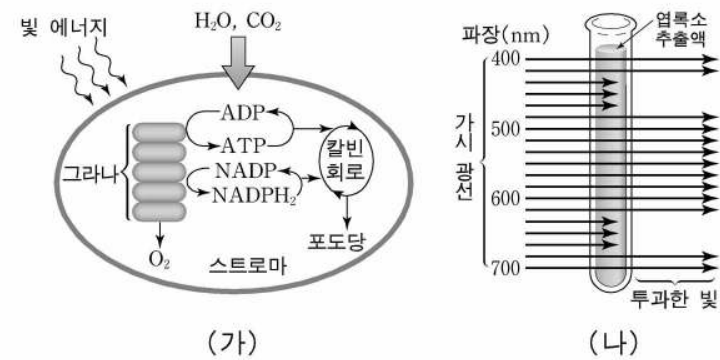 빛 에너지
H₂O, CO₂
ADP
ATP
NADP
NADPH₂
그라나
칼빈
회로
포도당
O₂
스트로마
(가)
파장(nm)
엽록소
추출액
400
500
600
700
가시광선
투과한 빛
(나)